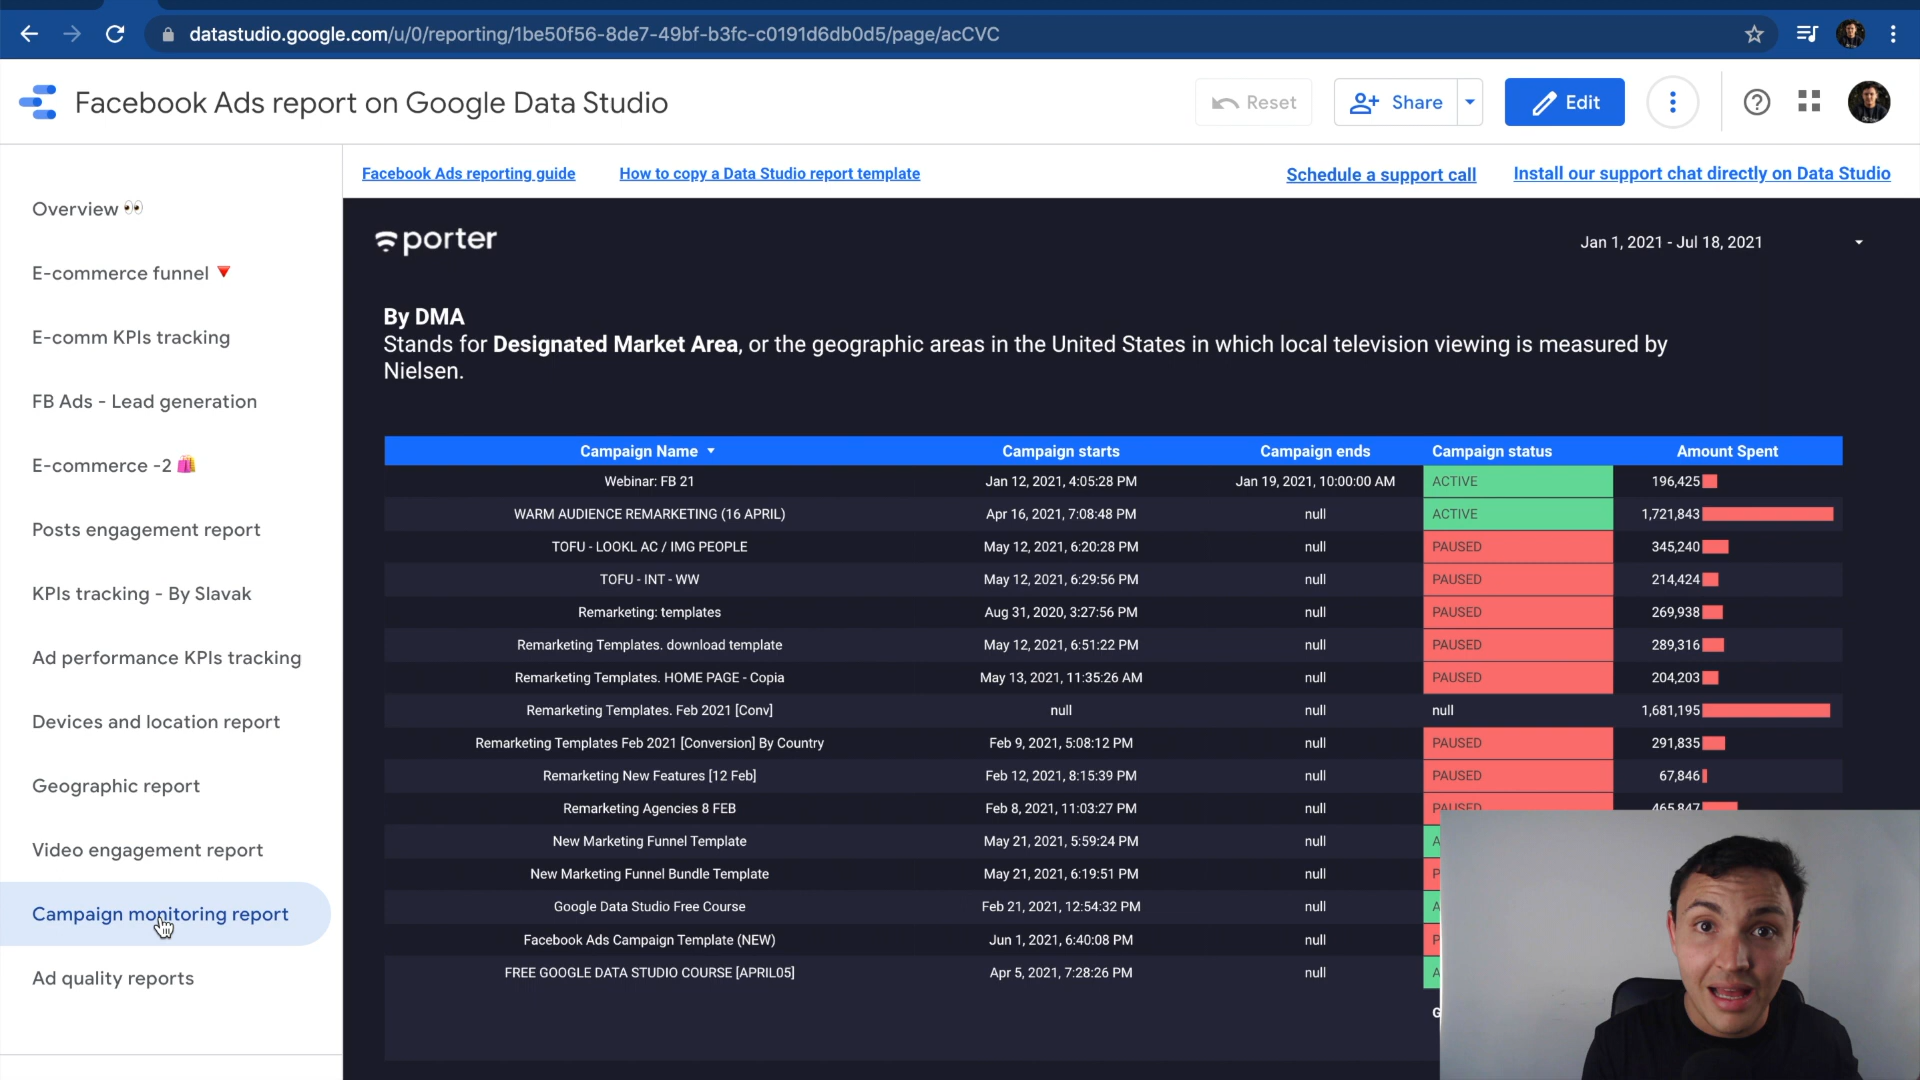 datastudio.google.com/u/0/reporting/1be50f56-8de7-49bf-b3fc-c0191d6db0d5/page/acCVC
Facebook Ads report on Google Data Studio
Reset
Share
Edit
Facebook Ads reporting guide
How to copy a Data Studio report template
Schedule a support call
Install our support chat directly on Data Studio
Overview
E-commerce funnel
E-comm KPIs tracking
FB Ads - Lead generation
E-commerce -2
Posts engagement report
KPIs tracking - By Slavak
Ad performance KPIs tracking
Devices and location report
Geographic report
Video engagement report
Campaign monitoring report
Ad quality reports
porter
Jan 1, 2021 - Jul 18, 2021
By DMA
Stands for Designated Market Area, or the geographic areas in the United States in which local television viewing is measured by
Nielsen.
Campaign Name Campaign starts Campaign ends Campaign status Amount Spent
Webinar: FB 21 Jan 12, 2021, 4:05:28 PM Jan 19, 2021, 10:00:00 AM ACTIVE 196,425
WARM AUDIENCE REMARKETING (16 APRIL) Apr 16, 2021, 7:08:48 PM null ACTIVE 1,721,843
TOFU - LOOKL AC / IMG PEOPLE May 12, 2021, 6:20:28 PM null PAUSED 345,240
TOFU - INT - WW May 12, 2021, 6:29:56 PM null PAUSED 214,424
Remarketing: templates Aug 31, 2020, 3:27:56 PM null PAUSED 269,938
Remarketing Templates. download template May 12, 2021, 6:51:22 PM null PAUSED 289,316
Remarketing Templates. HOME PAGE - Copia May 13, 2021, 11:35:26 AM null PAUSED 204,203
Remarketing Templates. Feb 2021 [Conv] null null null 1,681,195
Remarketing Templates Feb 2021 [Conversion] By Country Feb 9, 2021, 5:08:12 PM null PAUSED 291,835
Remarketing New Features [12 Feb] Feb 12, 2021, 8:15:39 PM null PAUSED 67,846
Remarketing Agencies 8 FEB Feb 8, 2021, 11:03:27 PM null PAUSED 465,847
New Marketing Funnel Template May 21, 2021, 5:59:24 PM null A
New Marketing Funnel Bundle Template May 21, 2021, 6:19:51 PM null P
Google Data Studio Free Course Feb 21, 2021, 12:54:32 PM null A
Facebook Ads Campaign Template (NEW) Jun 1, 2021, 6:40:08 PM null P
FREE GOOGLE DATA STUDIO COURSE [APRIL05] Apr 5, 2021, 7:28:26 PM null A
G